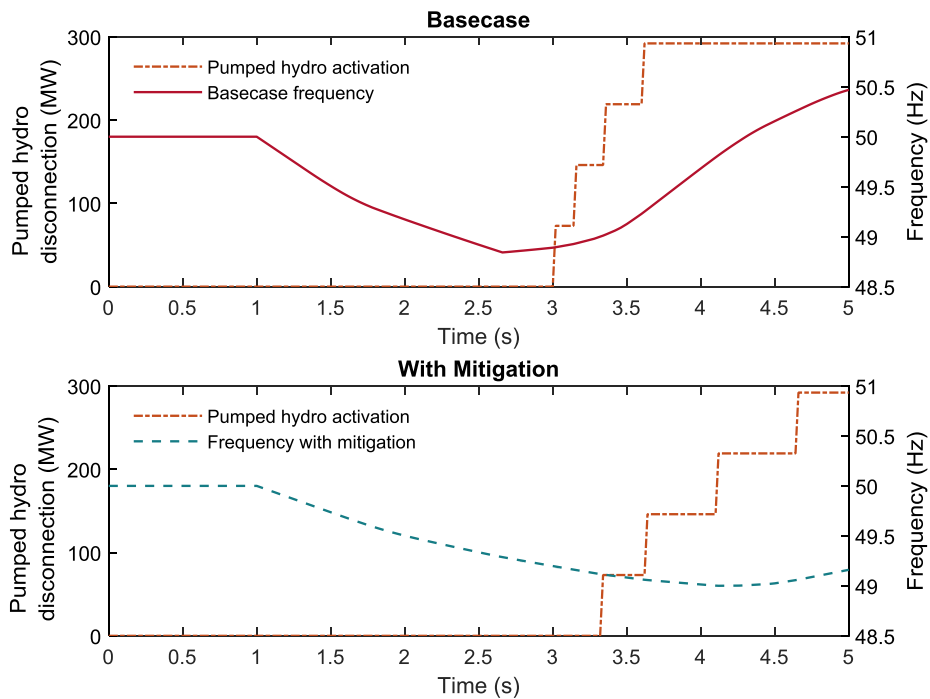 Basecase
Pumped hydro
disconnection (MW)
300
200
100
0
Pumped hydro activation
Basecase frequency
51
50.5
50
49.5
49
48.5
Frequency (Hz)
0 0.5 1 1.5 2 2.5 3 3.5 4 4.5 5
Time (s)
With Mitigation
Pumped hydro
disconnection (MW)
300
200
100
0
Pumped hydro activation
Frequency with mitigation
51
50.5
50
49.5
49
48.5
Frequency (Hz)
0 0.5 1 1.5 2 2.5 3 3.5 4 4.5 5
Time (s)